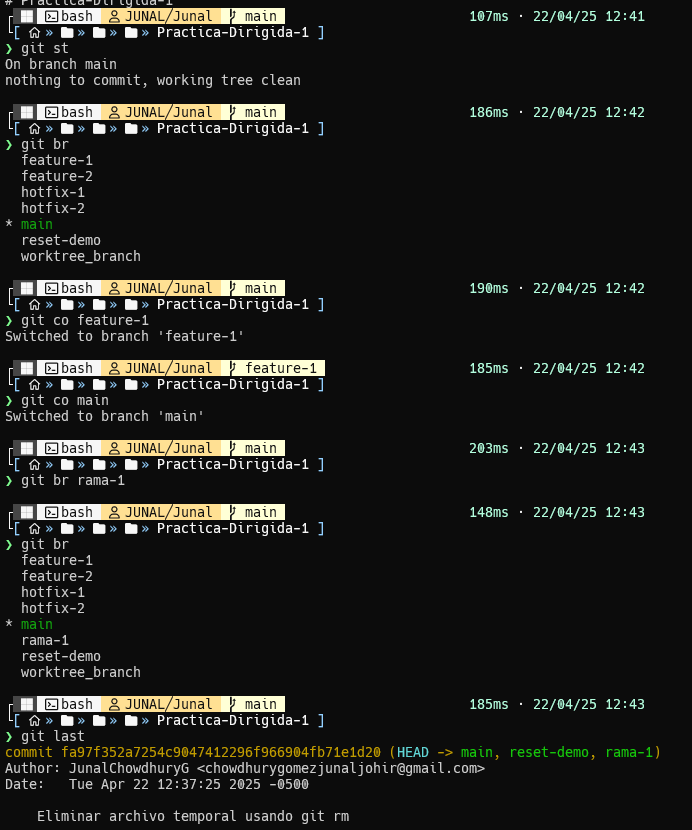 # Practica-Dirigida-1
bash JUNAL/Junal main 107ms · 22/04/25 12:41
[ » » » » Practica-Dirigida-1 ]
❯ git st
On branch main
nothing to commit, working tree clean
bash JUNAL/Junal main 186ms · 22/04/25 12:42
[ » » » » Practica-Dirigida-1 ]
❯ git br
feature-1
feature-2
hotfix-1
hotfix-2
* main
reset-demo
worktree_branch
bash JUNAL/Junal main 190ms · 22/04/25 12:42
[ » » » » Practica-Dirigida-1 ]
❯ git co feature-1
Switched to branch 'feature-1'
bash JUNAL/Junal feature-1 185ms · 22/04/25 12:42
[ » » » » Practica-Dirigida-1 ]
❯ git co main
Switched to branch 'main'
bash JUNAL/Junal main 203ms · 22/04/25 12:43
[ » » » » Practica-Dirigida-1 ]
❯ git br rama-1
bash JUNAL/Junal main 148ms · 22/04/25 12:43
[ » » » » Practica-Dirigida-1 ]
❯ git br
feature-1
feature-2
hotfix-1
hotfix-2
* main
rama-1
reset-demo
worktree_branch
bash JUNAL/Junal main 185ms · 22/04/25 12:43
[ » » » » Practica-Dirigida-1 ]
❯ git last
commit fa97f352a7254c9047412296f966904fb71e1d20 (HEAD -> main, reset-demo, rama-1)
Author: JunalChowdhuryG <chowdhurygomezjunaljohir@gmail.com>
Date:   Tue Apr 22 12:37:25 2025 -0500
Eliminar archivo temporal usando git rm